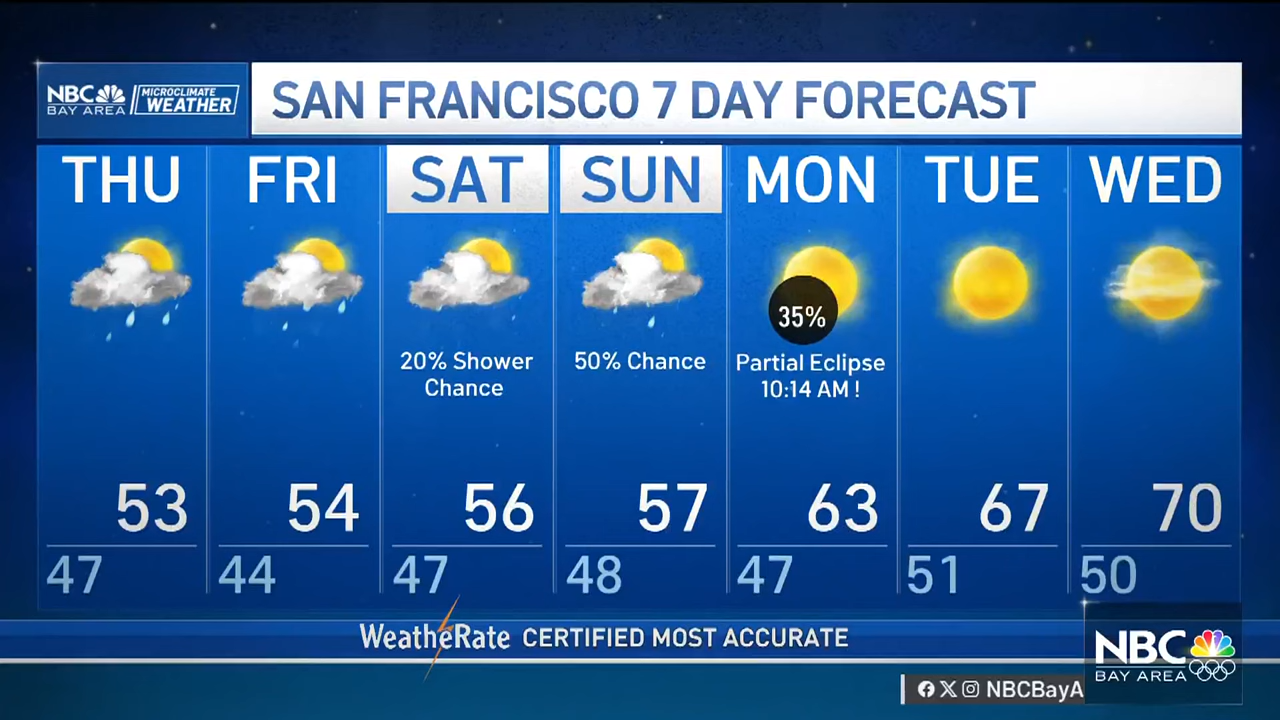 NBC
BAY AREA
MICROCLIMATE
WEATHER
SAN FRANCISCO 7 DAY FORECAST
THU
FRI
SAT
SUN
MON
TUE
WED
35%
20% Shower
Chance
50% Chance
Partial Eclipse
10:14 AM !
53
54
56
57
63
67
70
47
44
47
48
47
51
50
WeatheRate CERTIFIED MOST ACCURATE
NBC
BAY AREA
NBCBayA